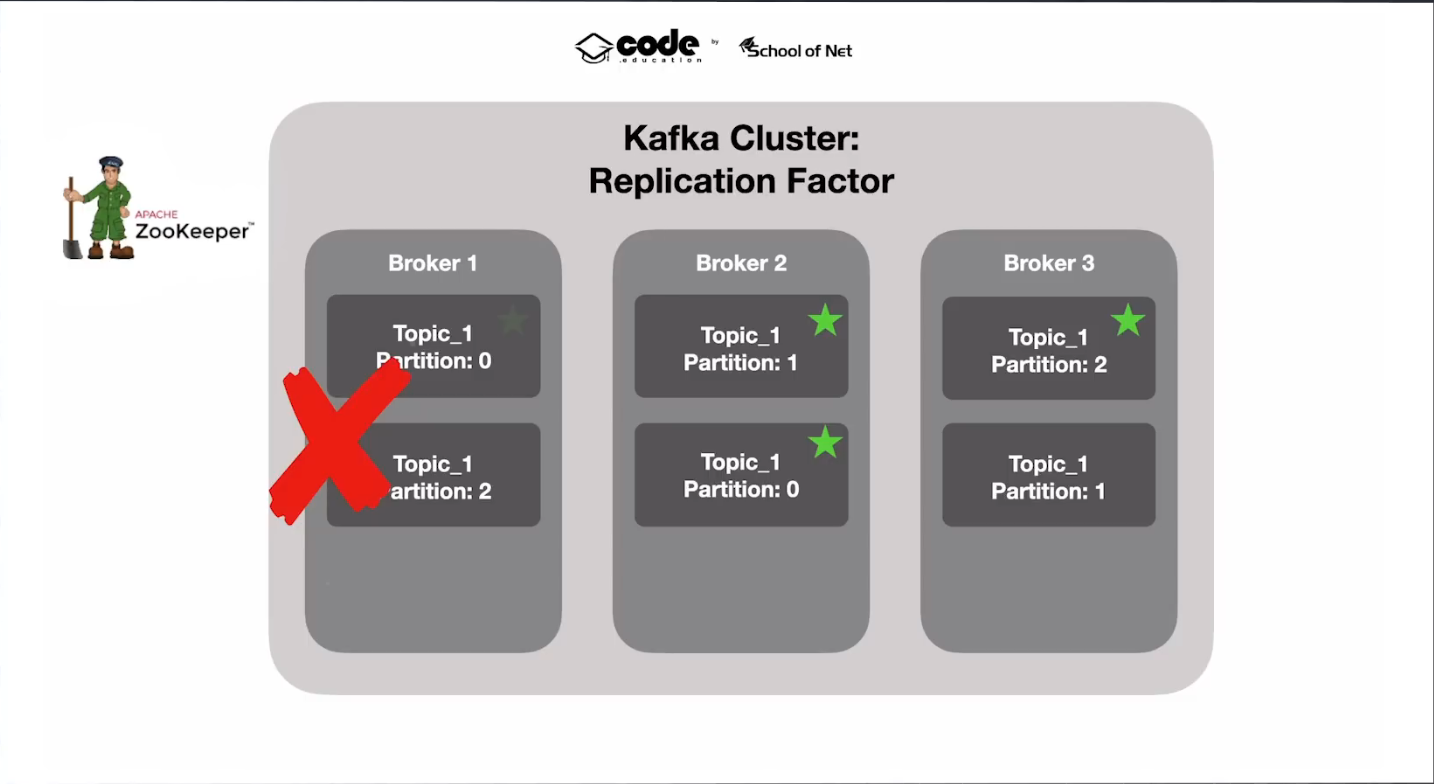 code
.education
by
School of Net
Kafka Cluster:
Replication Factor
APACHE
ZooKeeper™
Broker 1
Topic_1
Partition: 0
Topic_1
Partition: 2
Broker 2
Topic_1
Partition: 1
Topic_1
Partition: 0
Broker 3
Topic_1
Partition: 2
Topic_1
Partition: 1